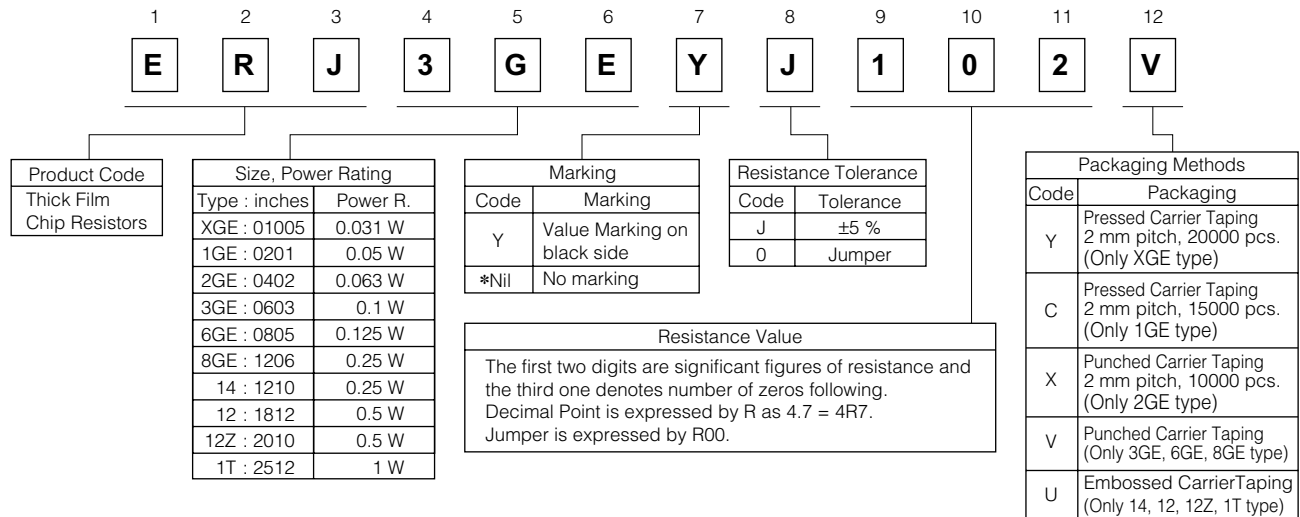 1 2 3 4 5 6 7 8 9 10 11 12
E R J 3 G E Y J 1 0 2 V
Product Code
Thick Film
Chip Resistors
Size, Power Rating
Type : inches Power R.
XGE : 01005 0.031 W
1GE : 0201 0.05 W
2GE : 0402 0.063 W
3GE : 0603 0.1 W
6GE : 0805 0.125 W
8GE : 1206 0.25 W
14 : 1210 0.25 W
12 : 1812 0.5 W
12Z : 2010 0.5 W
1T : 2512 1 W
Marking
Code Marking
Y Value Marking on
black side
*Nil No marking
Resistance Tolerance
Code Tolerance
J ±5 %
0 Jumper
Resistance Value
The first two digits are significant figures of resistance and
the third one denotes number of zeros following.
Decimal Point is expressed by R as 4.7 = 4R7.
Jumper is expressed by R00.
Packaging Methods
Code Packaging
Y Pressed Carrier Taping
2 mm pitch, 20000 pcs.
(Only XGE type)
C Pressed Carrier Taping
2 mm pitch, 15000 pcs.
(Only 1GE type)
X Punched Carrier Taping
2 mm pitch, 10000 pcs.
(Only 2GE type)
V Punched Carrier Taping
(Only 3GE, 6GE, 8GE type)
U Embossed CarrierTaping
(Only 14, 12, 12Z, 1T type)